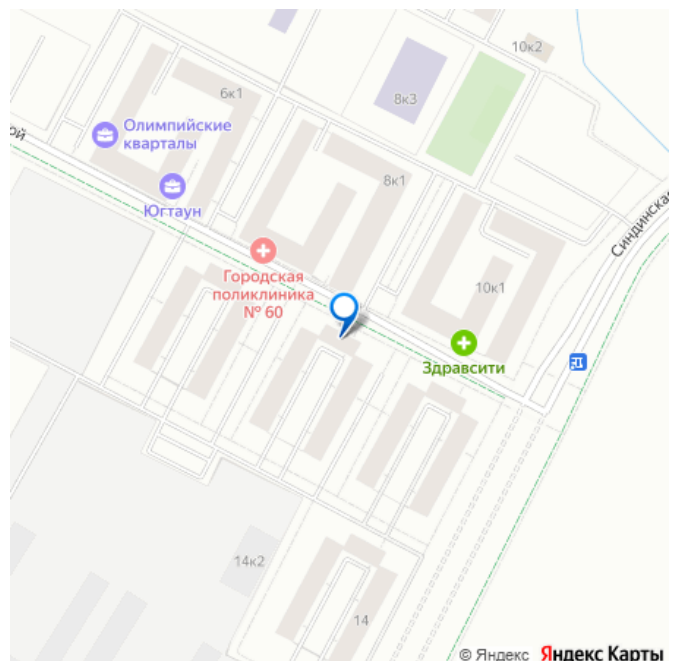 10к2
6к1
8к3
Олимпийские
кварталы
ой
8к1
Югтаун
Синдинская
Городская
поликлиника
№ 60
10к1
Здравсити
14к2
14
© Яндекс Яндекс Карты